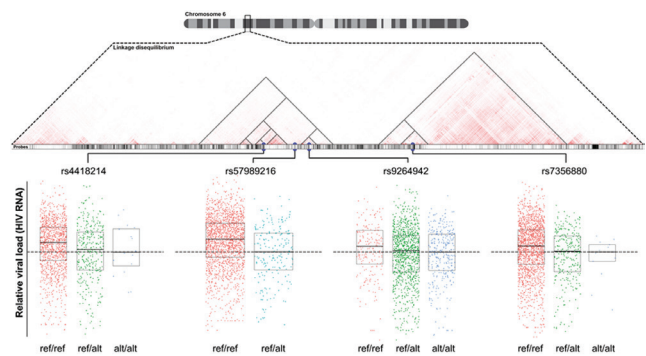 Chromosome 6
Linkage disequilibrium
Probes
rs4418214 rs57989216 rs9264942 rs7356880
Relative viral load (HIV RNA)
ref/ref ref/alt alt/alt ref/ref ref/alt ref/ref ref/alt alt/alt ref/ref ref/alt alt/alt